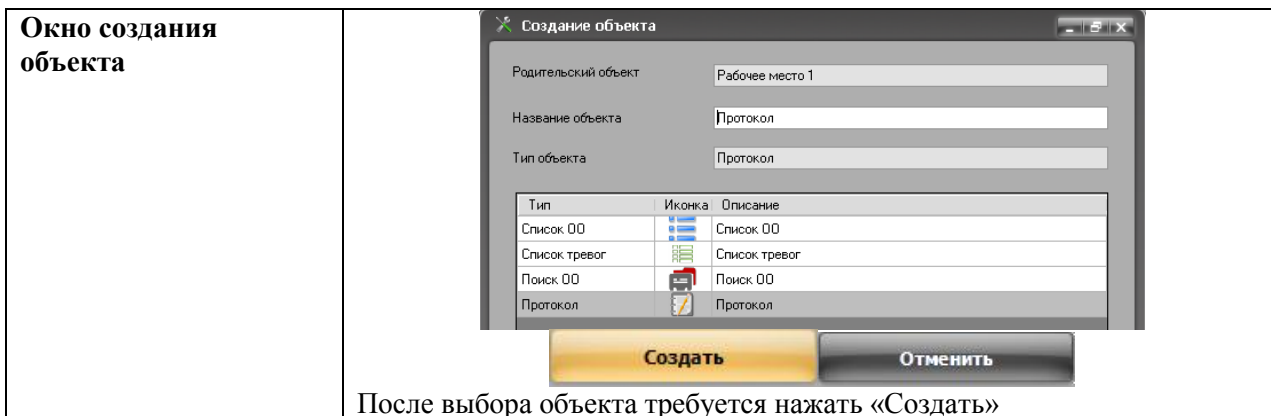 Окно создания
объекта
Создание объекта
Родительский объект Рабочее место 1
Название объекта Протокол
Тип объекта Протокол
Тип Иконка Описание
Список ОО Список ОО
Список тревог Список тревог
Поиск ОО Поиск ОО
Протокол Протокол
Создать Отменить
После выбора объекта требуется нажать «Создать»